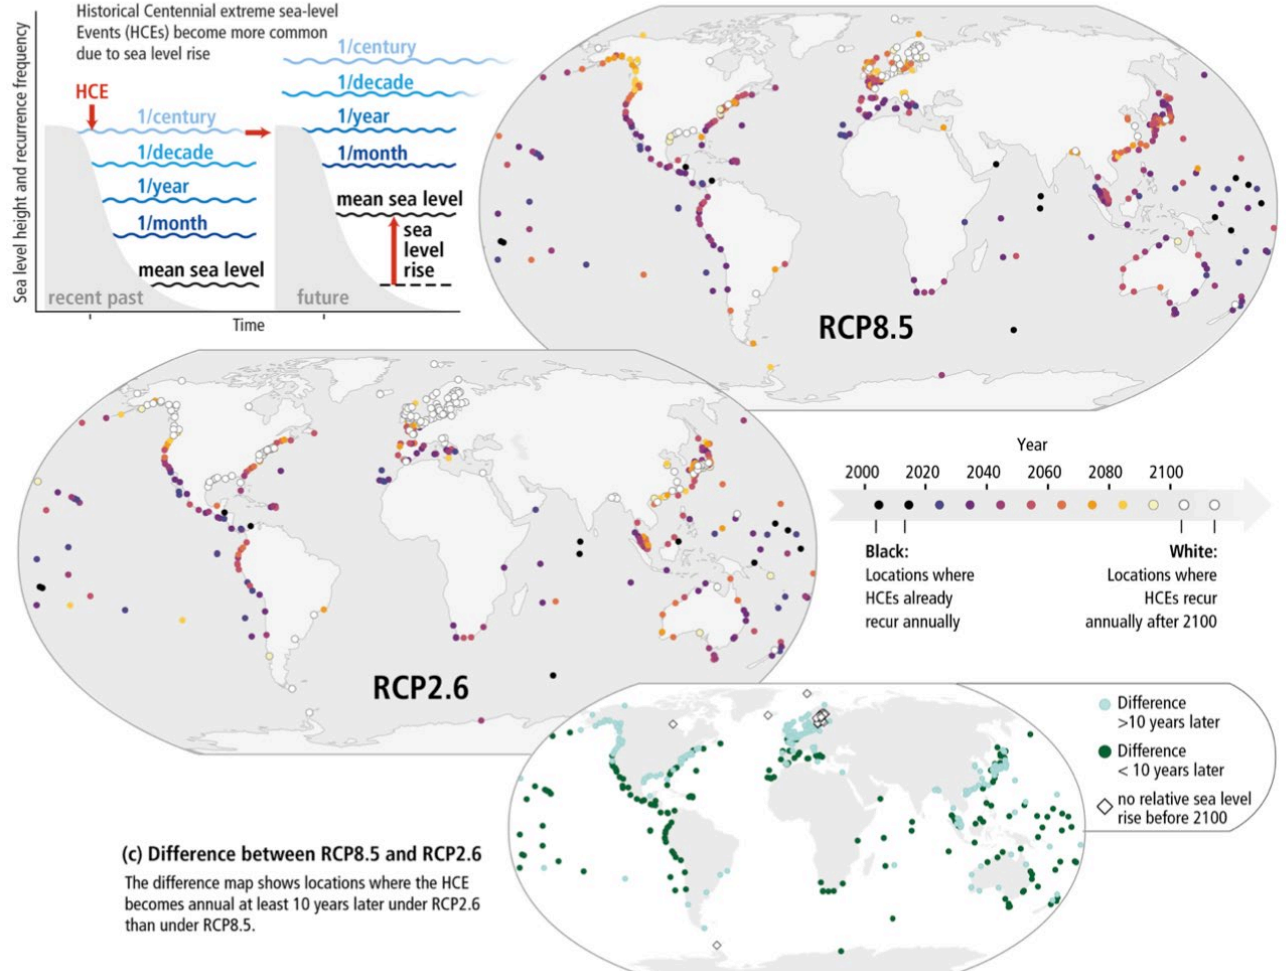 Historical Centennial extreme sea-level
Events (HCEs) become more common
due to sea level rise
Sea level height and recurrence frequency
HCE
1/century
1/decade
1/year
1/month
mean sea level
recent past
1/century
1/decade
1/year
1/month
mean sea level
sea
level
rise
future
Time
RCP8.5
RCP2.6
Year
2000 2020 2040 2060 2080 2100
Black:
Locations where
HCEs already
recur annually
White:
Locations where
HCEs recur
annually after 2100
Difference
>10 years later
Difference
< 10 years later
no relative sea level
rise before 2100
(c) Difference between RCP8.5 and RCP2.6
The difference map shows locations where the HCE
becomes annual at least 10 years later under RCP2.6
than under RCP8.5.